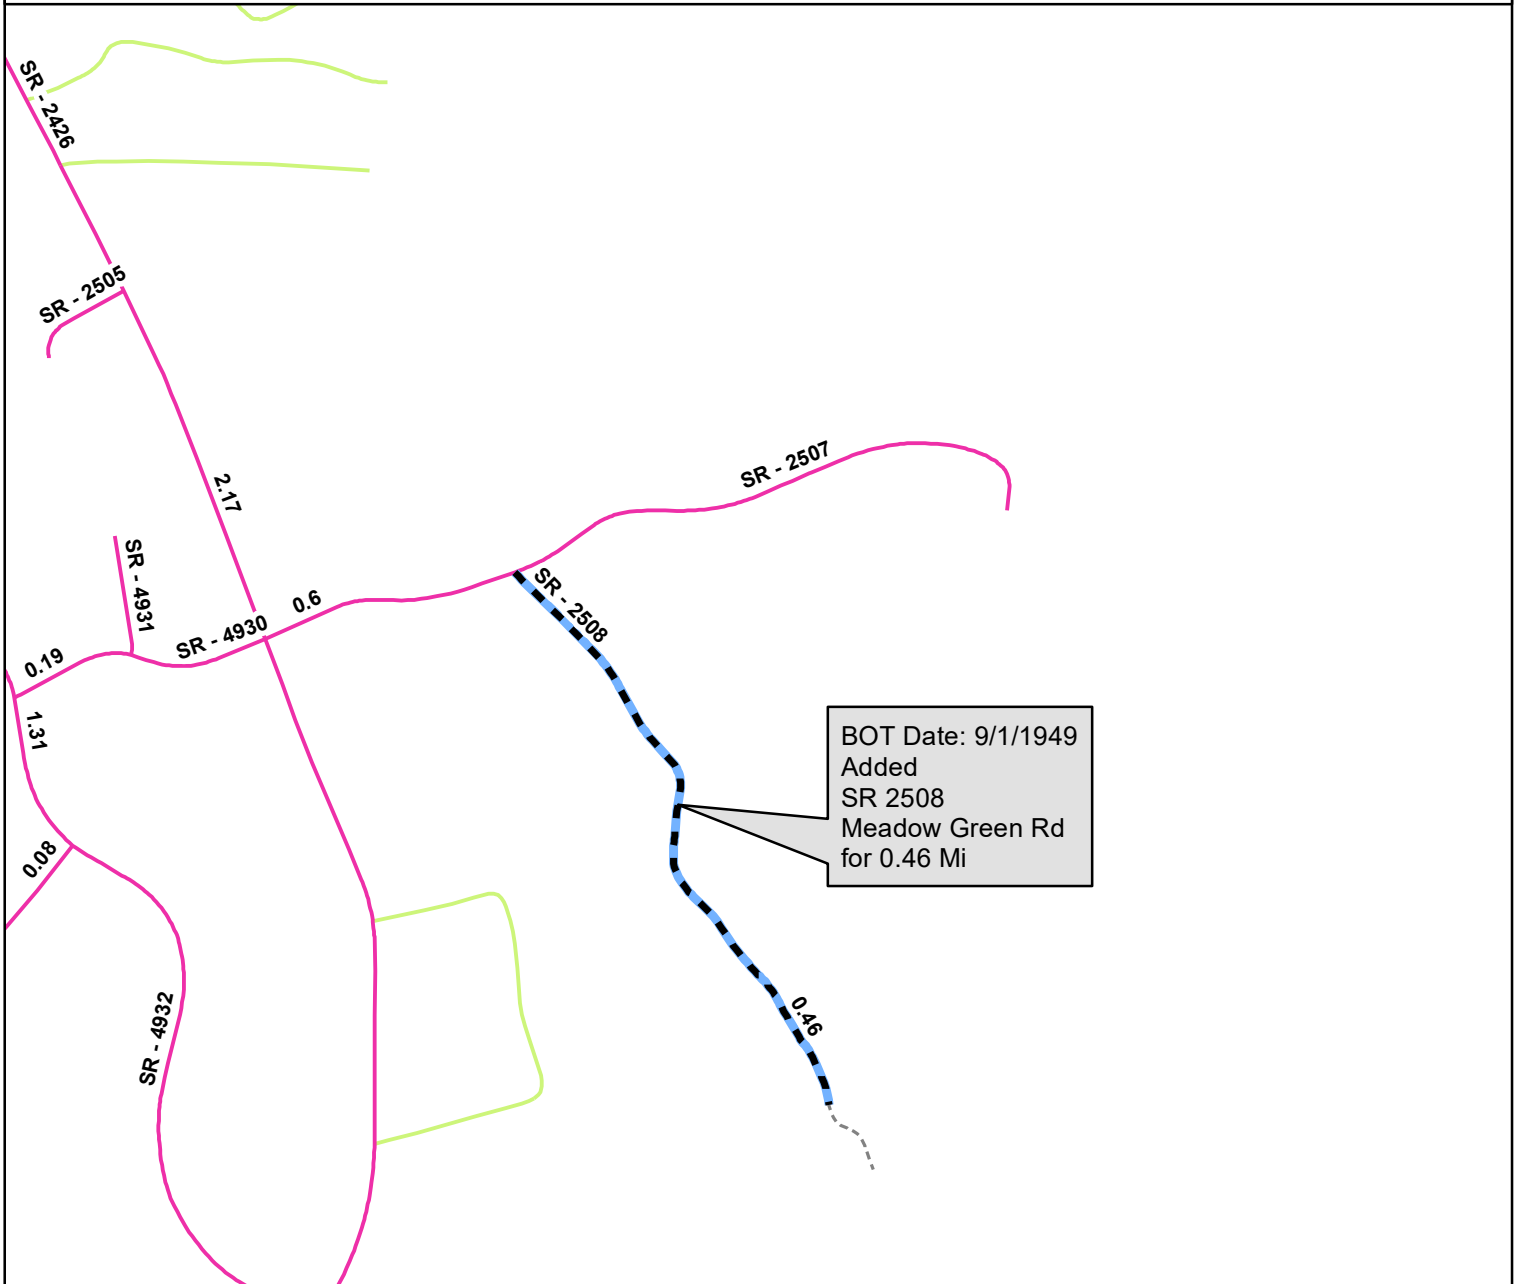 SR - 2426
SR - 2505
2.17
SR - 2507
SR - 4931
SR - 2508
0.6
SR - 4930
0.19
1.31
BOT Date: 9/1/1949
Added
SR 2508
Meadow Green Rd
for 0.46 Mi
0.08
0.46
SR - 4932